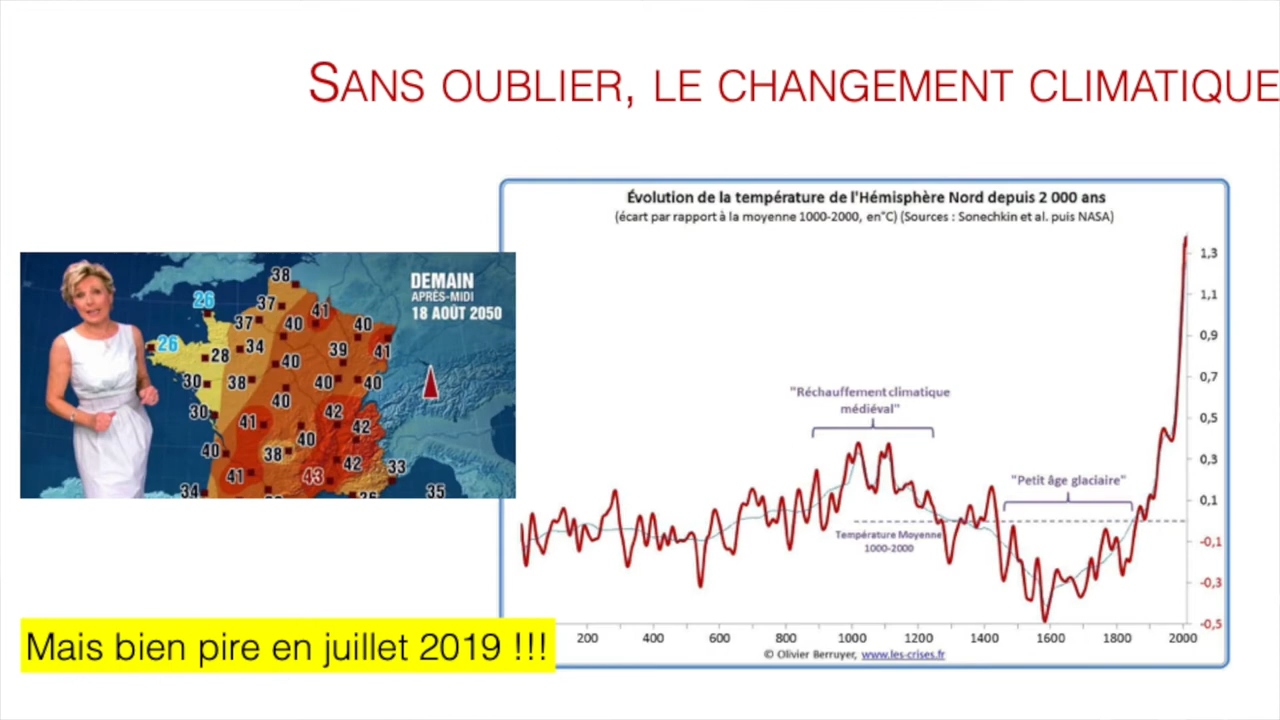 SANS OUBLIER, LE CHANGEMENT CLIMATIQUE
Évolution de la température de l'Hémisphère Nord depuis 2 000 ans
(écart par rapport à la moyenne 1000-2000, en°C) (Sources : Sonechkin et al. puis NASA)
1,3
1,1
0,9
0,7
0,5
0,3
0,1
-0,1
-0,3
-0,5
"Réchauffement climatique
médiéval"
"Petit âge glaciaire"
Température Moyenne
1000-2000
200 400 600 800 1000 1200 1400 1600 1800 2000
© Olivier Berruyer, www.les-crises.fr
DEMAIN
APRÈS-MIDI
18 AOÛT 2050
38
26 37 41
37 40 40
26 28 34 39 41
40
30 38 40 40
40
30 41 42 42
40
40 38 42 33
41 43
34 35
Mais bien pire en juillet 2019 !!!